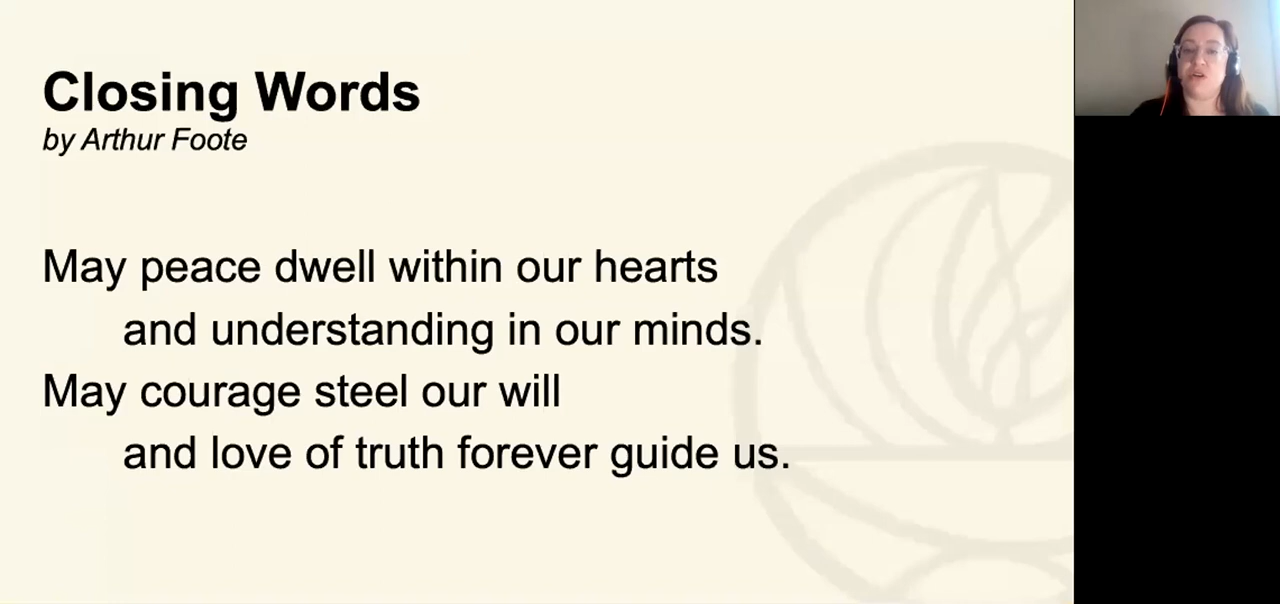 Closing Words
by Arthur Foote
May peace dwell within our hearts
and understanding in our minds.
May courage steel our will
and love of truth forever guide us.